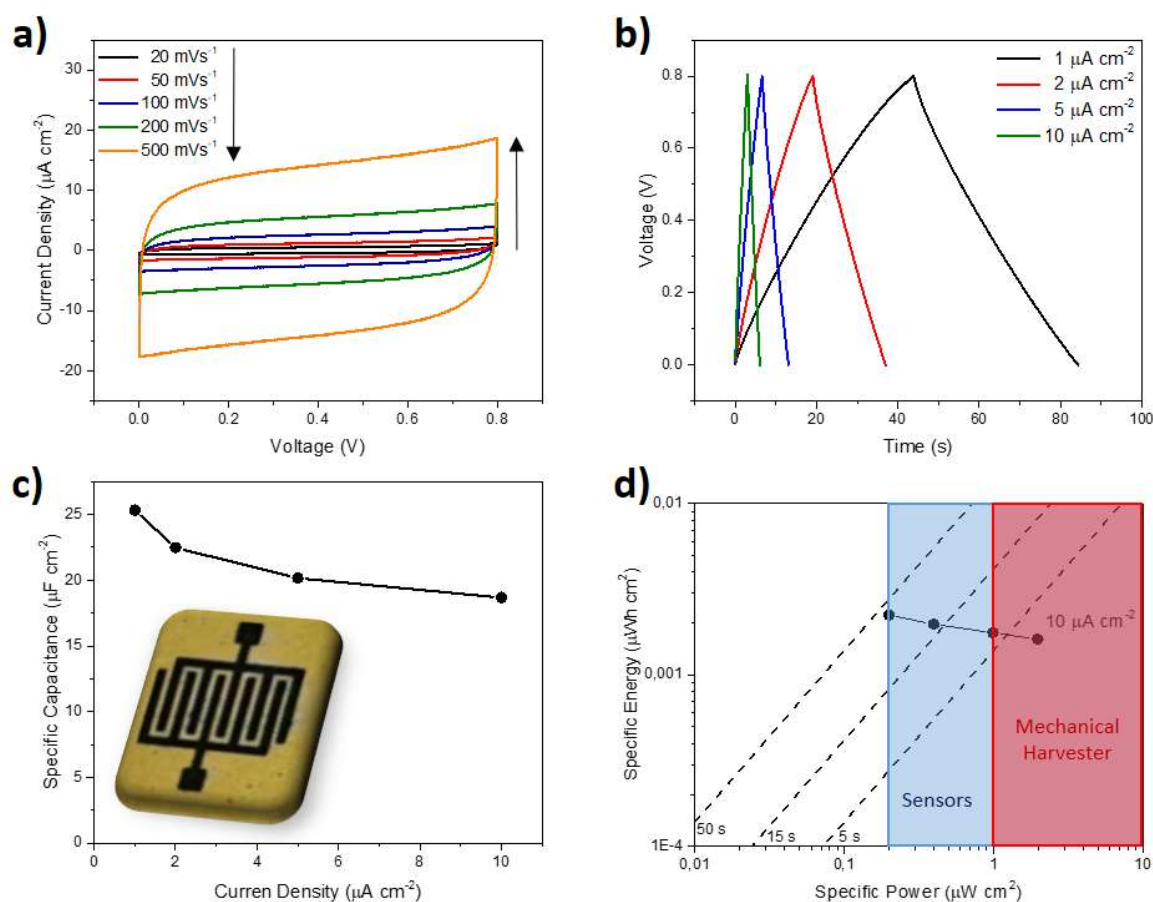 a)
20 mVs⁻¹
50 mVs⁻¹
100 mVs⁻¹
200 mVs⁻¹
500 mVs⁻¹
30
20
10
0
-10
-20
Current Density (µA cm⁻²)
0.0 0.2 0.4 0.6 0.8
Voltage (V)
b)
1 µA cm⁻²
2 µA cm⁻²
5 µA cm⁻²
10 µA cm⁻²
0.8
0.6
0.4
0.2
0.0
Voltage (V)
0 20 40 60 80 100
Time (s)
c)
25
20
15
10
5
0
Specific Capacitance (µF cm⁻²)
0 2 4 6 8 10
Curren Density (µA cm⁻²)
d)
0,01
0,001
1E-4
Specific Energy (µWh cm²)
10 µA cm⁻²
Mechanical
Harvester
Sensors
50 s
15 s
5 s
0,01 0,1 1 10
Specific Power (µW cm²)